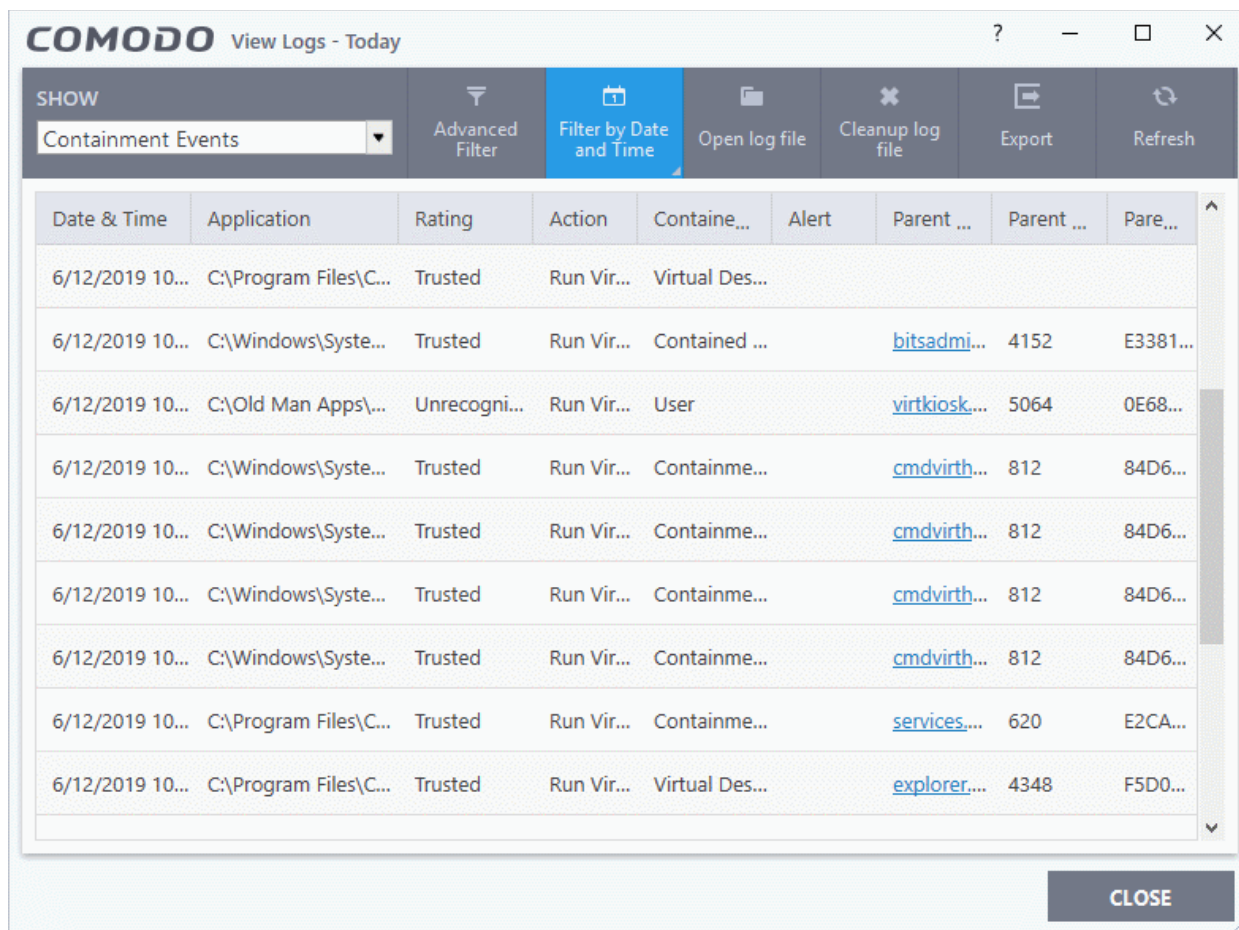 COMODO View Logs - Today
?
SHOW
Containment Events
Advanced
Filter
Filter by Date
and Time
1
Open log file
Cleanup log
file
Export
Refresh
Date & Time Application Rating Action Containe... Alert Parent ... Parent ... Pare...
6/12/2019 10... C:\Program Files\C... Trusted Run Vir... Virtual Des...
6/12/2019 10... C:\Windows\Syste... Trusted Run Vir... Contained ... bitsadmi... 4152 E3381...
6/12/2019 10... C:\Old Man Apps\... Unrecogni... Run Vir... User virtkiosk.... 5064 0E68...
6/12/2019 10... C:\Windows\Syste... Trusted Run Vir... Containme... cmdvirth... 812 84D6...
6/12/2019 10... C:\Windows\Syste... Trusted Run Vir... Containme... cmdvirth... 812 84D6...
6/12/2019 10... C:\Windows\Syste... Trusted Run Vir... Containme... cmdvirth... 812 84D6...
6/12/2019 10... C:\Windows\Syste... Trusted Run Vir... Containme... cmdvirth... 812 84D6...
6/12/2019 10... C:\Program Files\C... Trusted Run Vir... Containme... services.... 620 E2CA...
6/12/2019 10... C:\Program Files\C... Trusted Run Vir... Virtual Des... explorer.... 4348 F5D0...
CLOSE